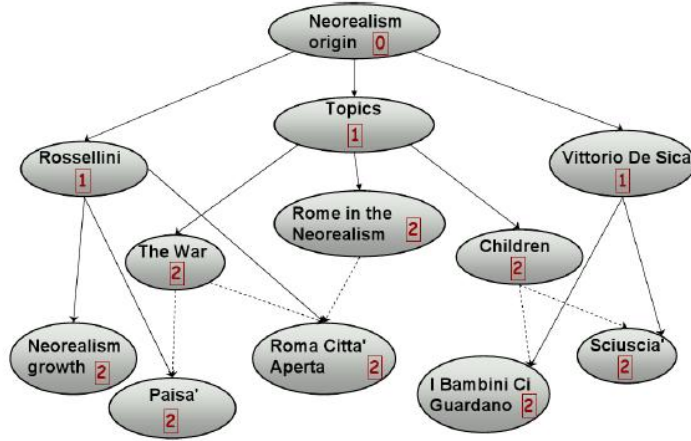 Neorealism
origin 0
Topics
1
Rossellini
1
Vittorio De Sica
1
Rome in the
Neorealism 2
The War
2
Children
2
Neorealism
growth 2
Roma Citta'
Aperta 2
Sciuscia'
2
Paisa'
2
I Bambini Ci
Guardano 2